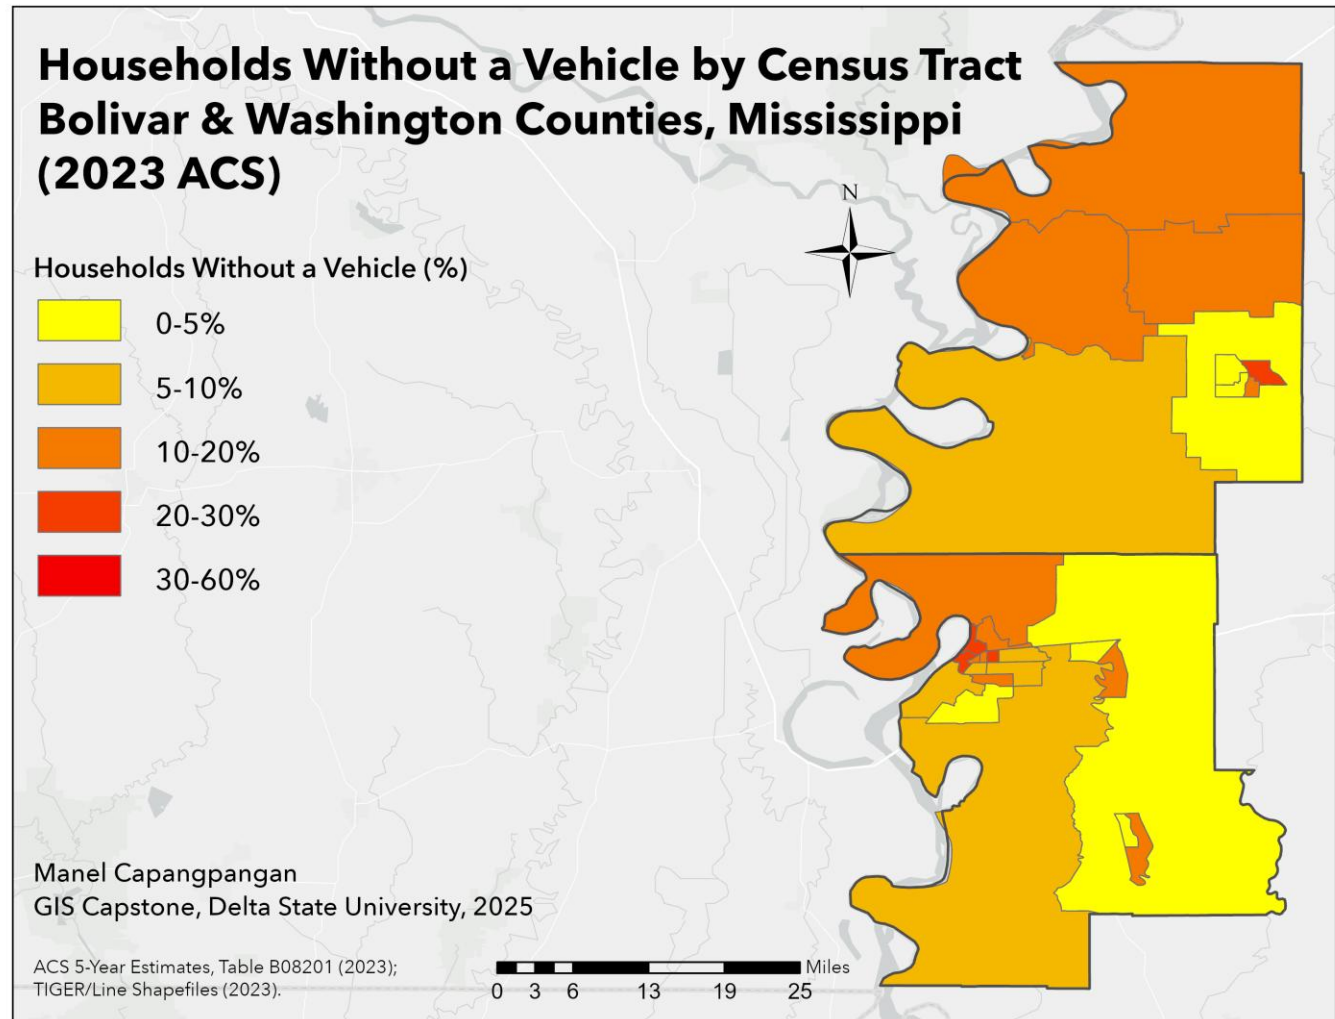 Households Without a Vehicle by Census Tract
Bolivar & Washington Counties, Mississippi
(2023 ACS)
N
Households Without a Vehicle (%)
0-5%
5-10%
10-20%
20-30%
30-60%
Manel Capangpangan
GIS Capstone, Delta State University, 2025
ACS 5-Year Estimates, Table B08201 (2023);
TIGER/Line Shapefiles (2023).
Miles
0 3 6 13 19 25